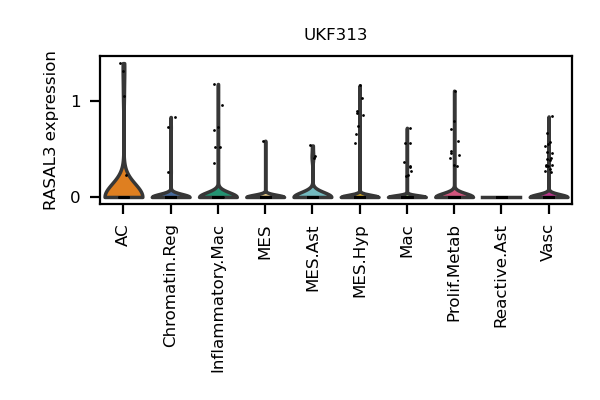 UKF313
RASAL3 expression
1
0
AC
Chromatin.Reg
Inflammatory.Mac
MES
MES.Ast
MES.Hyp
Mac
Prolif.Metab
Reactive.Ast
Vasc